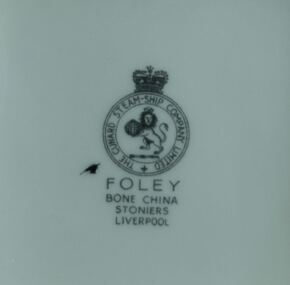 THE CUNARD STEAM-SHIP COMPANY LIMITED
FOLEY
BONE CHINA
STONIERS
LIVERPOOL